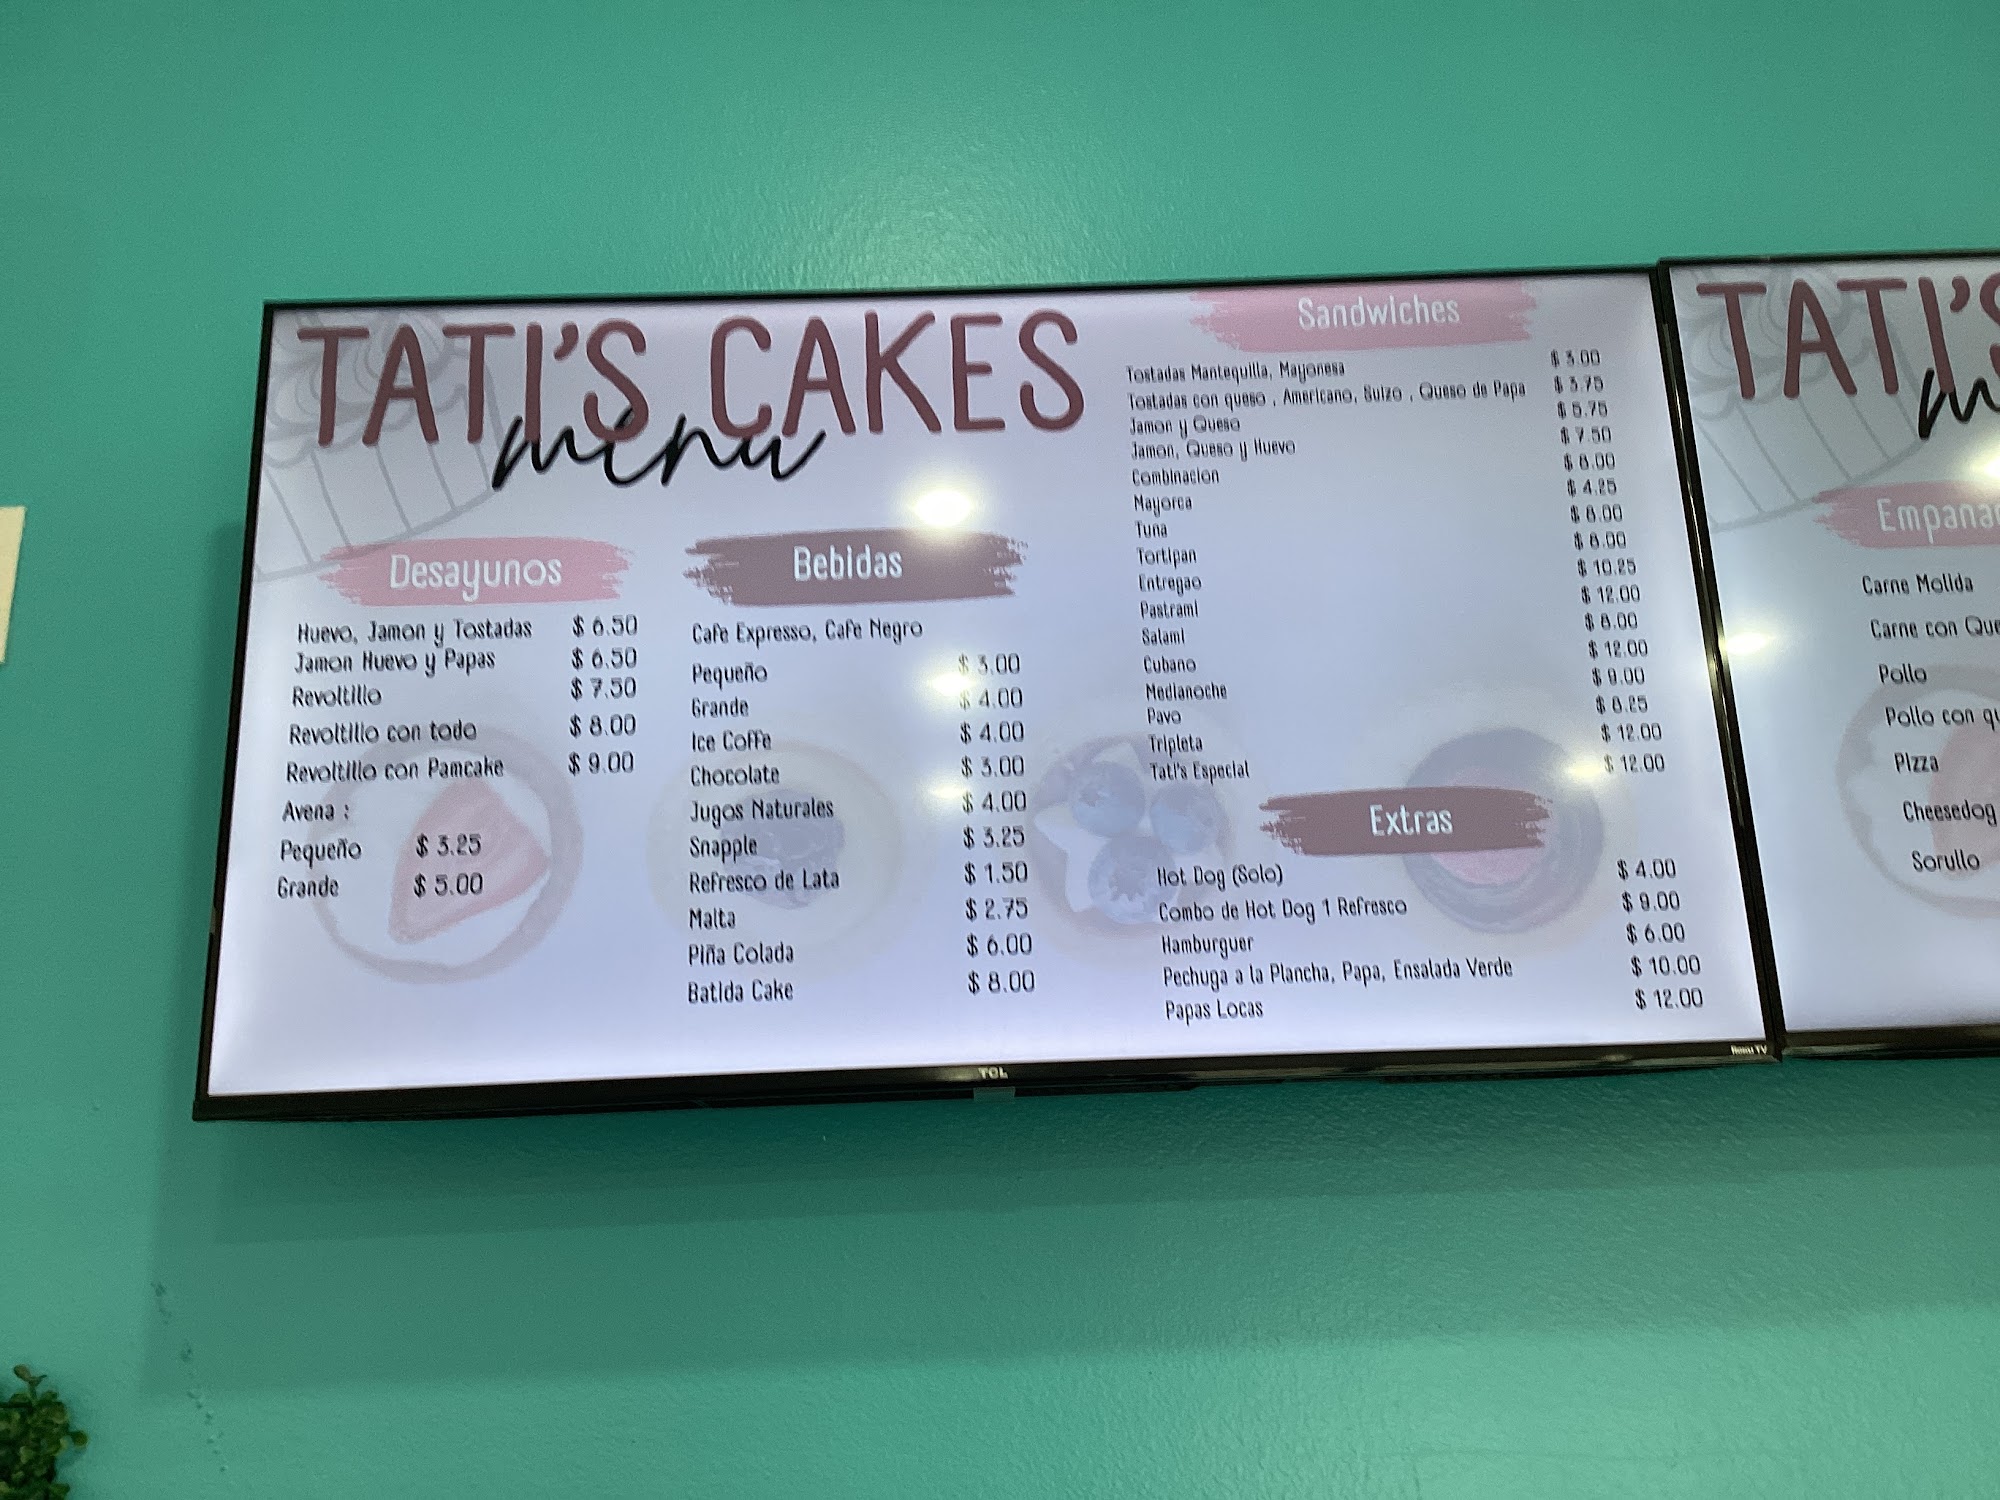 TATI'S CAKES
menu
Desayunos
Huevo, Jamon y Tostadas $ 6.50
Jamon Huevo y Papas $ 6.50
Revoltillo $ 7.50
Revoltillo con todo $ 8.00
Revoltillo con Pamcake $ 9.00
Avena :
Pequeño $ 3.25
Grande $ 5.00
Bebidas
Cafe Expresso, Cafe Negro
Pequeño $ 3.00
Grande $ 4.00
Ice Coffe $ 4.00
Chocolate $ 3.00
Jugos Naturales $ 4.00
Snapple $ 3.25
Refresco de Lata $ 1.50
Malta $ 2.75
Piña Colada $ 6.00
Batida Cake $ 8.00
Sandwiches
Tostadas Mantequilla, Mayonesa $ 3.00
Tostadas con queso , Americano, Suizo , Queso de Papa $ 3.75
Jamon y Queso $ 5.75
Jamon, Queso y Huevo $ 7.50
Combinacion $ 8.00
Mayorca $ 4.25
Tuna $ 8.00
Tortipan $ 8.00
Entregao $ 10.25
Pastrami $ 12.00
Salami $ 8.00
Cubano $ 12.00
Medianoche $ 9.00
Pavo $ 8.25
Tripleta $ 12.00
Tati's Especial $ 12.00
Extras
Hot Dog (Solo) $ 4.00
Combo de Hot Dog 1 Refresco $ 9.00
Hamburguer $ 6.00
Pechuga a la Plancha, Papa, Ensalada Verde $ 10.00
Papas Locas $ 12.00
TCL
Roku TV
TATI'S
Carne Molida
Carne con
Pollo
Pollo con
Pizza
Cheesedog
Sorullo